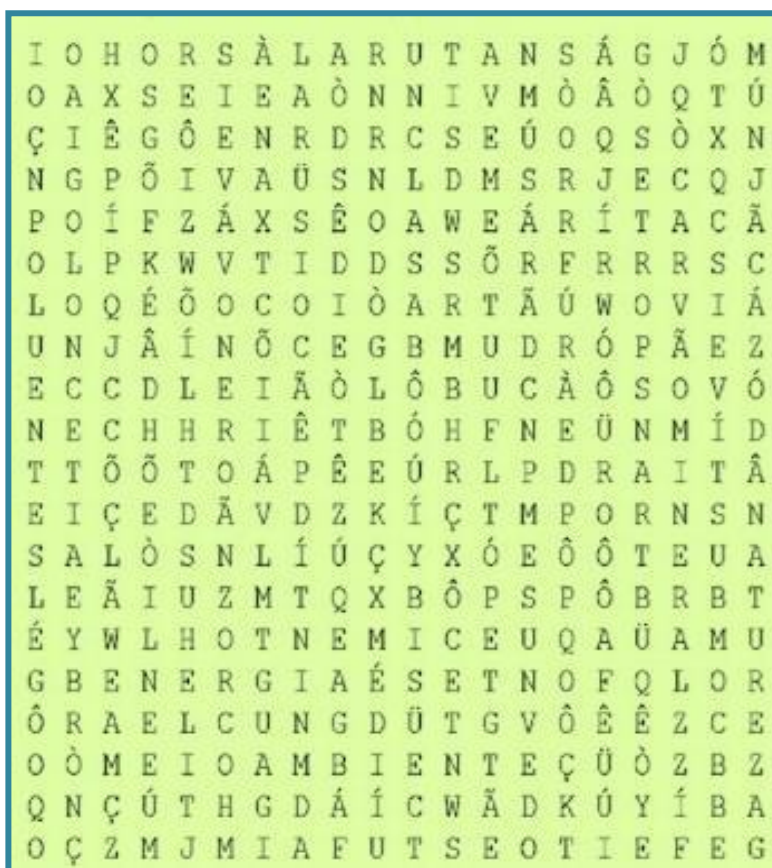 I O H O R S À L A R U T A N S Á G J Ó M
O A X S E I E A Ò N N I V M Ò Â Ò Q T Ú
Ç I Ê G Ô E N R D R C S E Ú O Q S Ò X N
N G P Õ I V A Ü S N L D M S R J E C Q J
P O Í F Z Á X S Ê O A W E Á R Í T A C Ã
O L P K W V T I D D S S Õ R F R R R S C
L O Q É Õ O C O I Ò A R T Ã Ú W O V I Á
U N J Â Í N Õ C E G B M U D R Ó P Ã E Z
E C C D L E I Ã Ò L Ô B U C À Ô S O V Ó
N E C H H R I Ê T B Ó H F N E Ü N M Í D
T T Õ Õ T O Á P Ê E Ú R L P D R A I T Â
E I Ç E D Ã V D Z K Í Ç T M P O R N S N
S A L Ò S N L Í Ú Ç Y X Ó E Ô Ô T E U A
L E Ã I U Z M T Q X B Ô P S P Ô B R B T
É Y W L H O T N E M I C E U Q A Ü A M U
G B E N E R G I A É S E T N O F Q L O R
Ô R A E L C U N G D Ü T G V Ô Ê Ê Z C E
O Ò M E I O A M B I E N T E Ç Ü Ò Z B Z
Q N Ç Ú T H G D Á Í C W Ã D K Ú Y Í B A
O Ç Z M J M I A F U T S E O T I E F E G